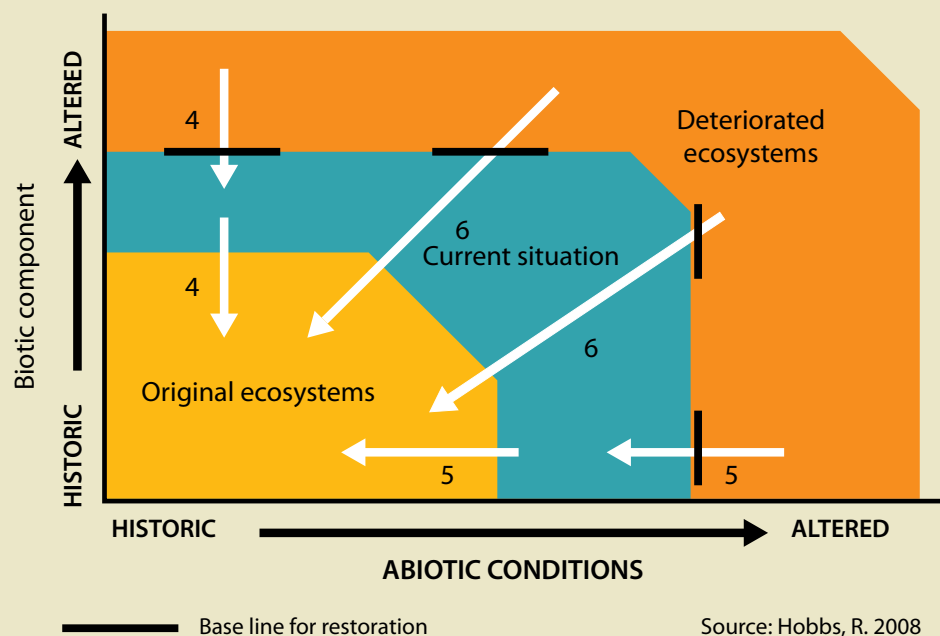 ALTERED
Biotic component
HISTORIC
4
4
6
Deteriorated
ecosystems
Current situation
6
Original ecosystems
5
5
HISTORIC
ALTERED
ABIOTIC CONDITIONS
Base line for restoration
Source: Hobbs, R. 2008